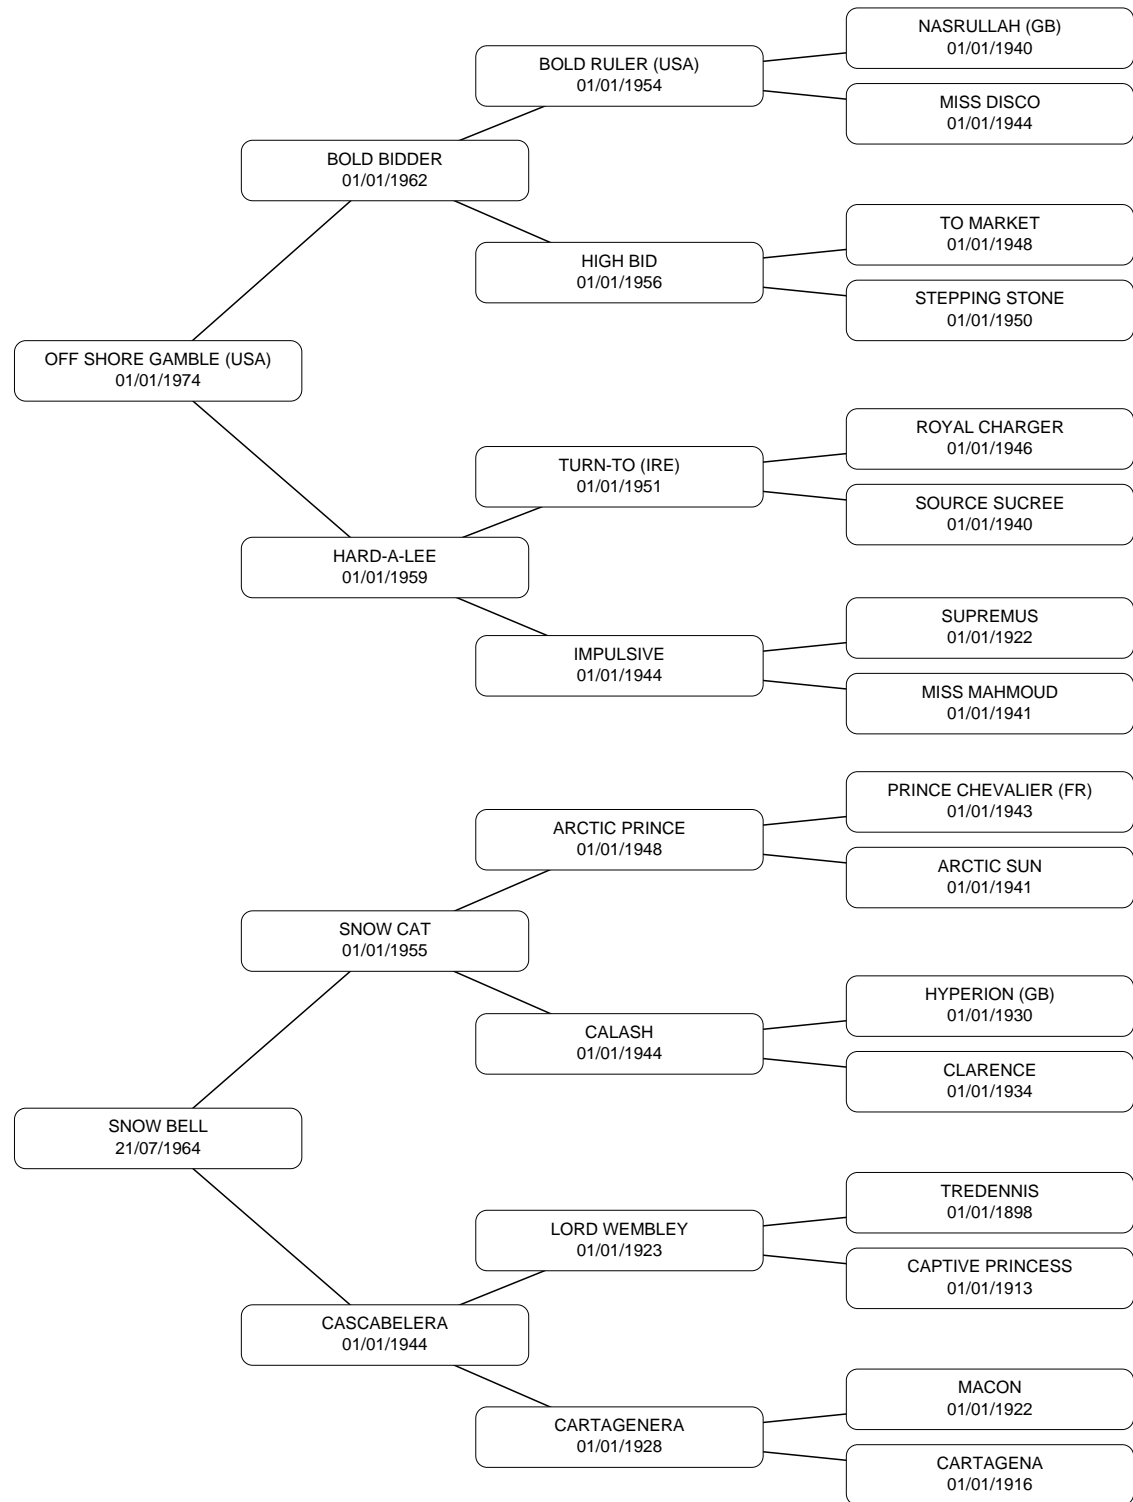 NASRULLAH (GB)
01/01/1940
BOLD RULER (USA)
01/01/1954
MISS DISCO
01/01/1944
BOLD BIDDER
01/01/1962
TO MARKET
01/01/1948
HIGH BID
01/01/1956
STEPPING STONE
01/01/1950
OFF SHORE GAMBLE (USA)
01/01/1974
ROYAL CHARGER
01/01/1946
TURN-TO (IRE)
01/01/1951
SOURCE SUCREE
01/01/1940
HARD-A-LEE
01/01/1959
SUPREMUS
01/01/1922
IMPULSIVE
01/01/1944
MISS MAHMOUD
01/01/1941
PRINCE CHEVALIER (FR)
01/01/1943
ARCTIC PRINCE
01/01/1948
ARCTIC SUN
01/01/1941
SNOW CAT
01/01/1955
HYPERION (GB)
01/01/1930
CALASH
01/01/1944
CLARENCE
01/01/1934
SNOW BELL
21/07/1964
TREDENNIS
01/01/1898
LORD WEMBLEY
01/01/1923
CAPTIVE PRINCESS
01/01/1913
CASCABELERA
01/01/1944
MACON
01/01/1922
CARTAGENERA
01/01/1928
CARTAGENA
01/01/1916